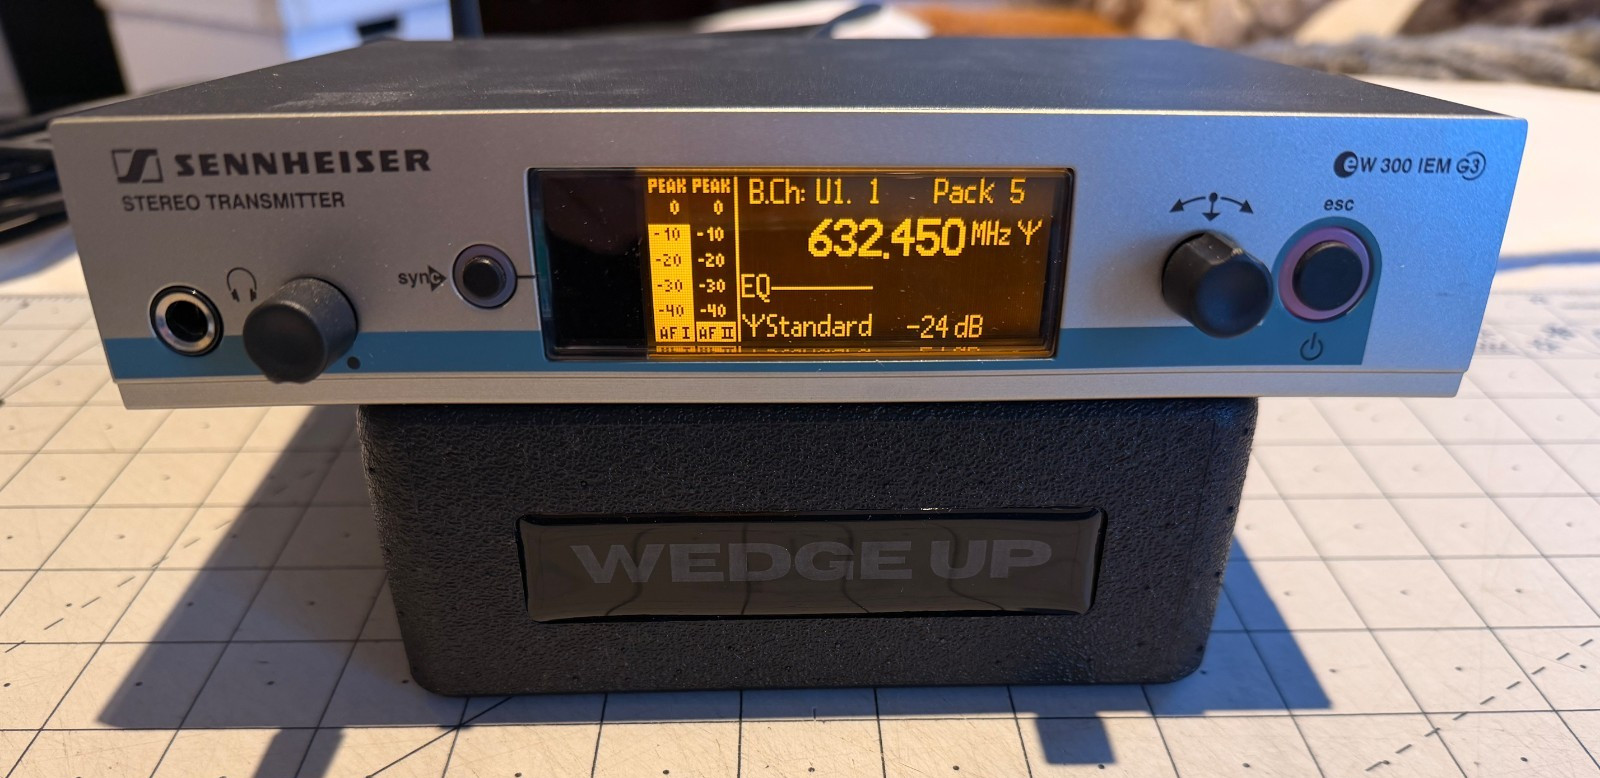 SENNHEISER
STEREO TRANSMITTER
sync
PEAK PEAK
0 0
-10 -10
-20 -20
-30 -30
-40 -40
AF I AF II
B.Ch: U1. 1 Pack 5
632.450 MHz
EQ
Standard -24 dB
ew 300 IEM G3
esc
WEDGE UP